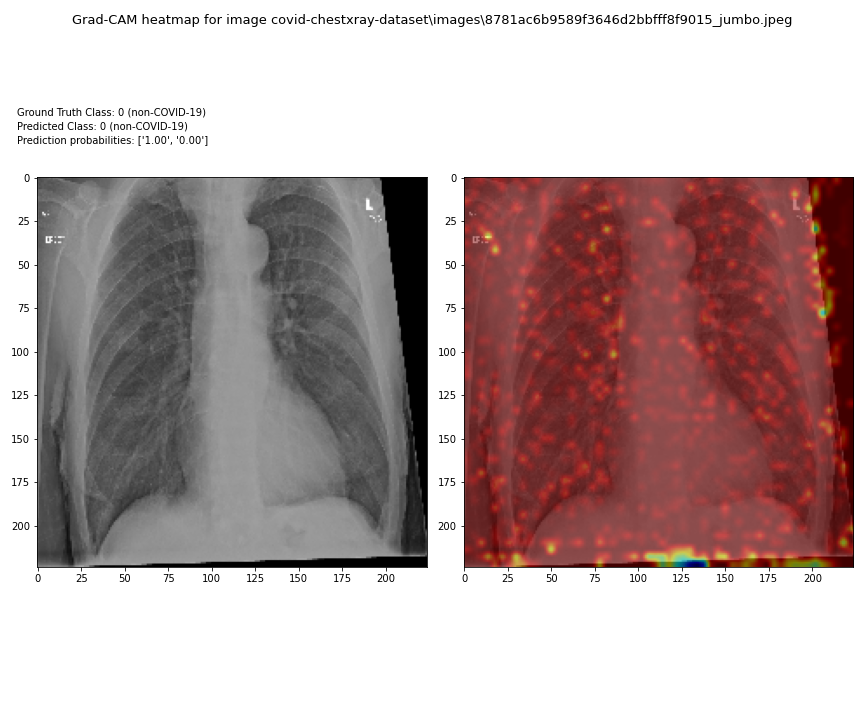 Grad-CAM heatmap for image covid-chestxray-dataset\images\8781ac6b9589f3646d2bbfff8f9015_jumbo.jpeg
Ground Truth Class: 0 (non-COVID-19)
Predicted Class: 0 (non-COVID-19)
Prediction probabilities: ['1.00', '0.00']
0
25
50
75
100
125
150
175
200
0 25 50 75 100 125 150 175 200
L
0
25
50
75
100
125
150
175
200
0 25 50 75 100 125 150 175 200
L